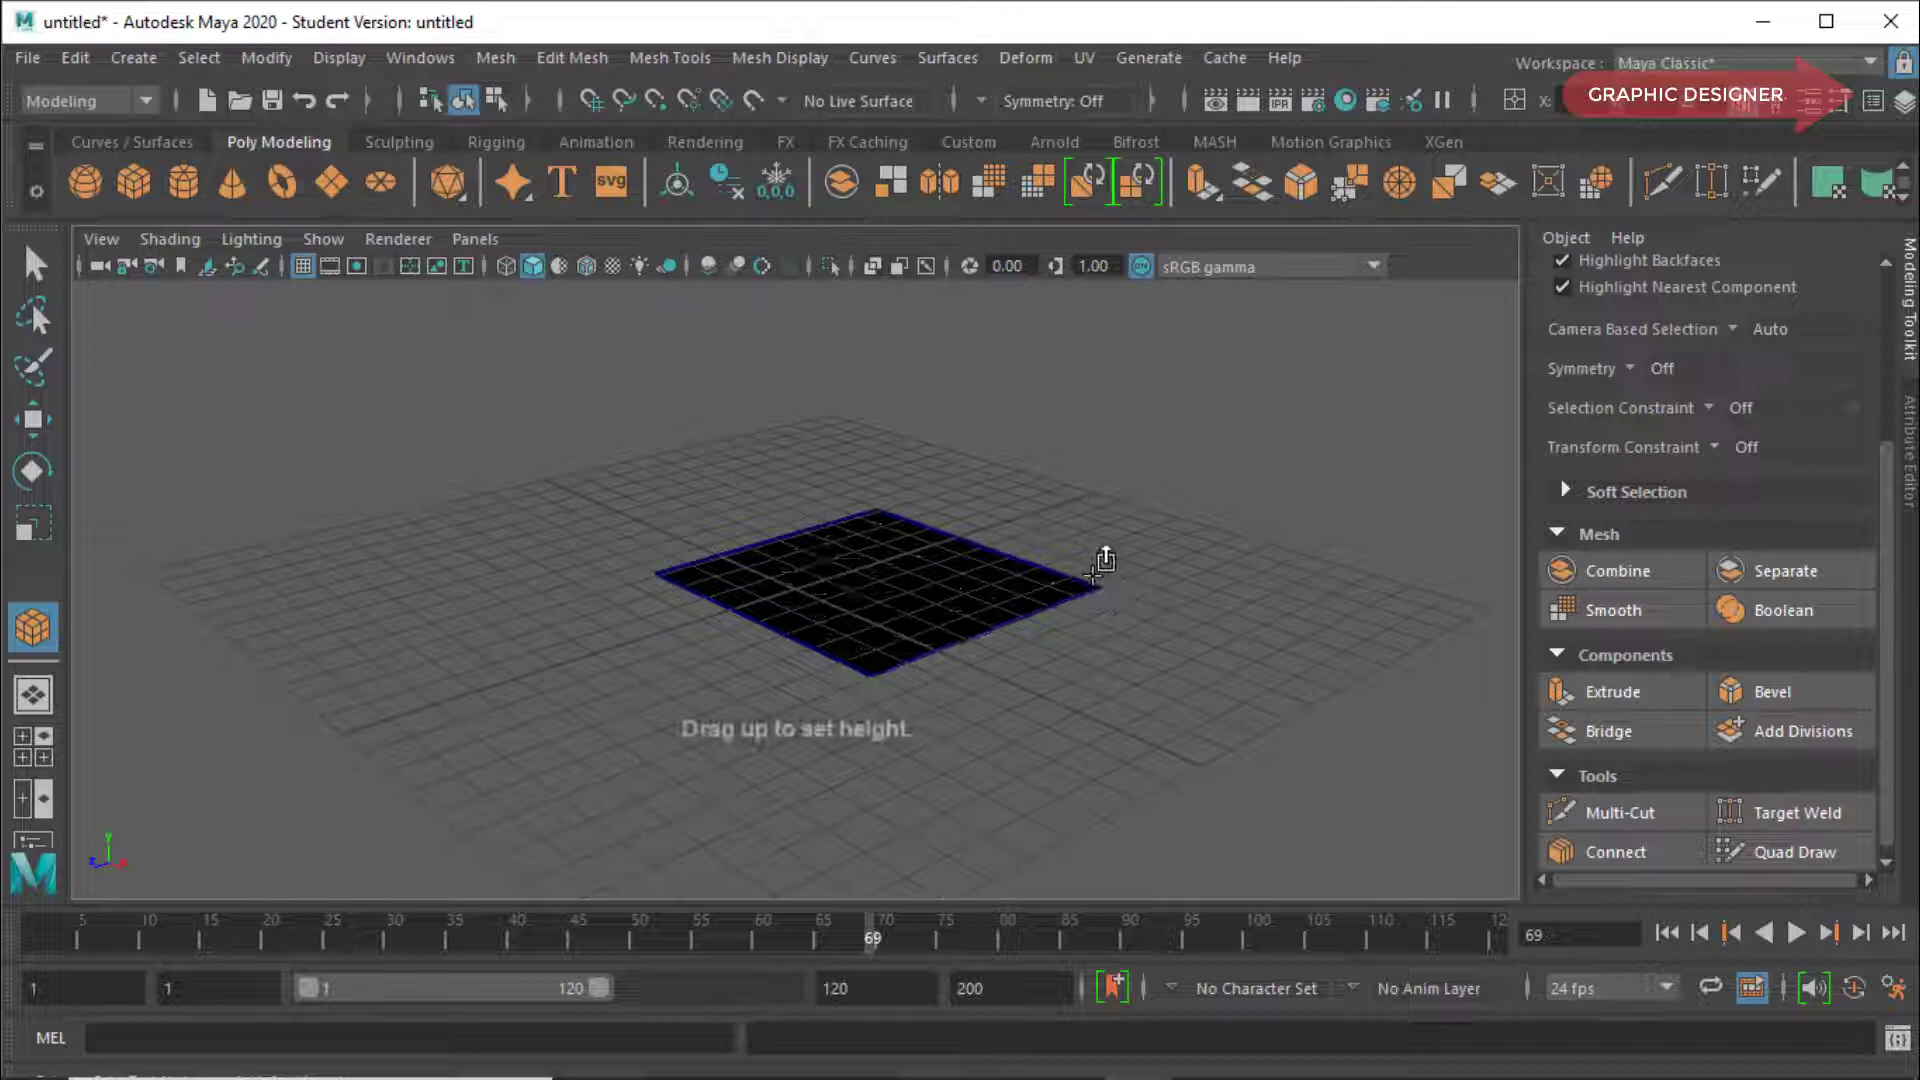 untitled* - Autodesk Maya 2020 - Student Version: untitled
File Edit Create Select Modify Display Windows Mesh Edit Mesh Mesh Tools Mesh Display Curves Surfaces Deform UV Generate Cache Help
Workspace : Maya Classic*
Modeling No Live Surface Symmetry: Off X:
GRAPHIC DESIGNER
Curves / Surfaces Poly Modeling Sculpting Rigging Animation Rendering FX FX Caching Custom Arnold Bifrost MASH Motion Graphics XGen
T svg 0,0,0
View Shading Lighting Show Renderer Panels
IPR
0.00 1.00 ON sRGB gamma
Object Help
Highlight Backfaces
Highlight Nearest Component
Camera Based Selection Auto
Symmetry Off
Selection Constraint Off
Transform Constraint Off
Soft Selection
Mesh
Combine Separate
Smooth Boolean
Components
Extrude Bevel
Bridge Add Divisions
Tools
Multi-Cut Target Weld
Connect Quad Draw
Modeling Toolkit
Attribute Editor
Drag up to set height.
y
z x
M
5 10 15 20 25 30 35 40 45 50 55 60 65 70 75 80 85 90 95 100 105 110 115 12
69
69
1 1 1 120 120 200 No Character Set No Anim Layer 24 fps
MEL